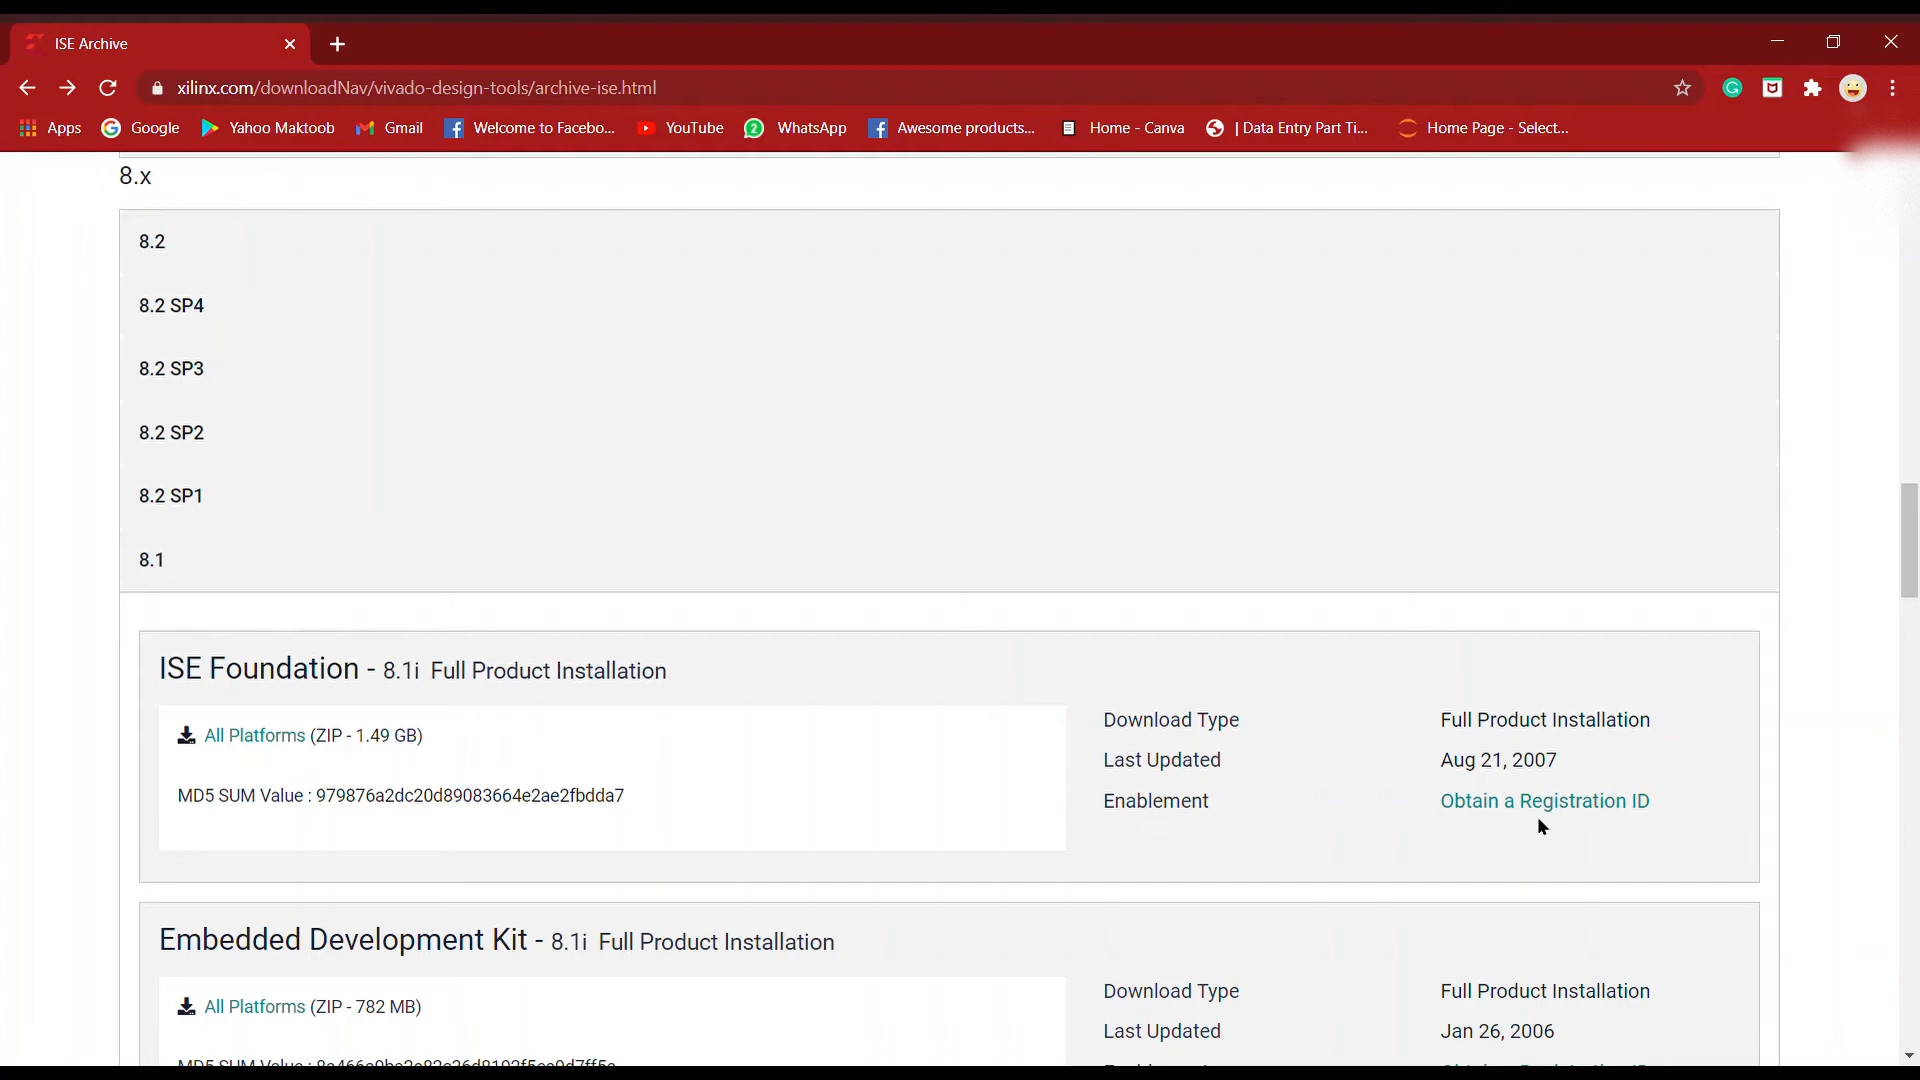 ISE Archive
xilinx.com/downloadNav/vivado-design-tools/archive-ise.html
Apps Google Yahoo Maktoob Gmail Welcome to Facebo... YouTube WhatsApp Awesome products... Home - Canva | Data Entry Part Ti... Home Page - Select...
8.x
8.2
8.2 SP4
8.2 SP3
8.2 SP2
8.2 SP1
8.1
ISE Foundation - 8.1i Full Product Installation
All Platforms (ZIP - 1.49 GB)
MD5 SUM Value : 979876a2dc20d89083664e2ae2fbdda7
Download Type Full Product Installation
Last Updated Aug 21, 2007
Enablement Obtain a Registration ID
Embedded Development Kit - 8.1i Full Product Installation
All Platforms (ZIP - 782 MB)
Download Type Full Product Installation
Last Updated Jan 26, 2006
MD5 SUM Value :